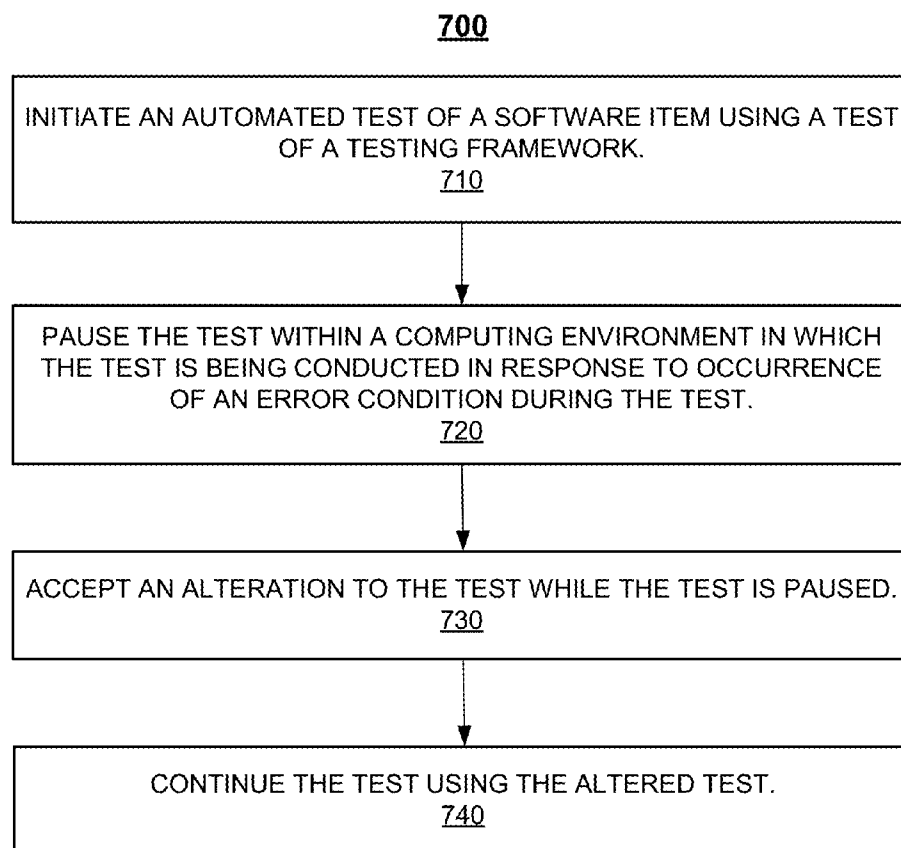 700
INITIATE AN AUTOMATED TEST OF A SOFTWARE ITEM USING A TEST
OF A TESTING FRAMEWORK.
710
PAUSE THE TEST WITHIN A COMPUTING ENVIRONMENT IN WHICH
THE TEST IS BEING CONDUCTED IN RESPONSE TO OCCURRENCE
OF AN ERROR CONDITION DURING THE TEST.
720
ACCEPT AN ALTERATION TO THE TEST WHILE THE TEST IS PAUSED.
730
CONTINUE THE TEST USING THE ALTERED TEST.
740